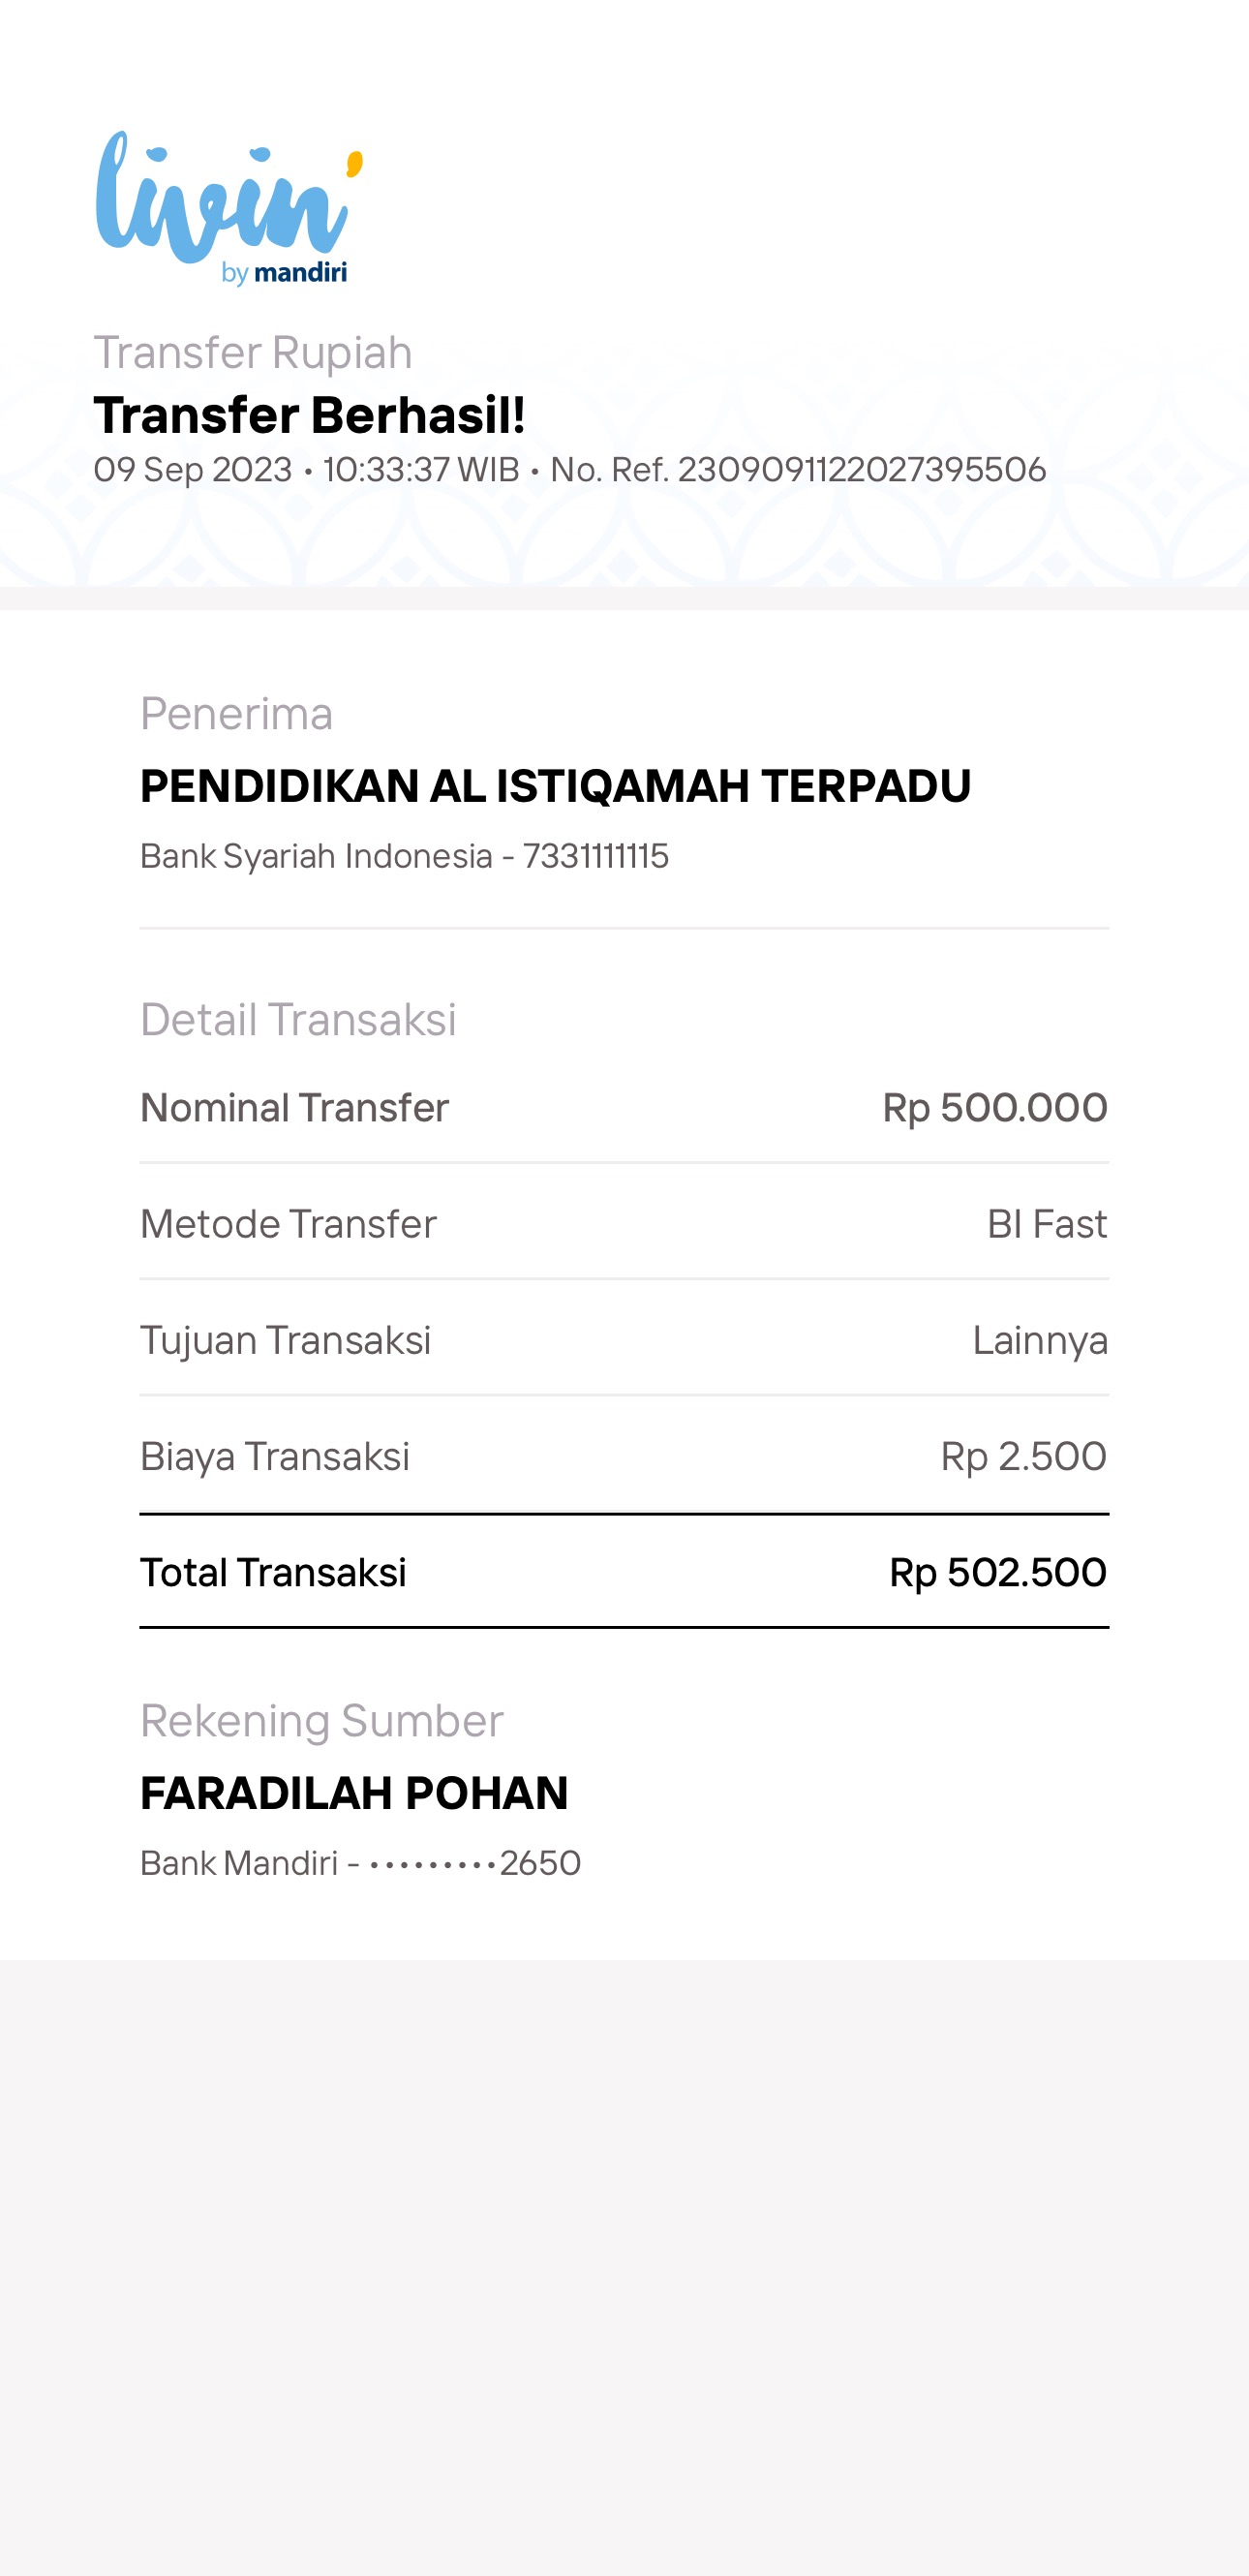 livin'
by mandiri
Transfer Rupiah
Transfer Berhasil!
09 Sep 2023 • 10:33:37 WIB • No. Ref. 2309091122027395506
Penerima
PENDIDIKAN AL ISTIQAMAH TERPADU
Bank Syariah Indonesia - 7331111115
Detail Transaksi
Nominal Transfer Rp 500.000
Metode Transfer BI Fast
Tujuan Transaksi Lainnya
Biaya Transaksi Rp 2.500
Total Transaksi Rp 502.500
Rekening Sumber
FARADILAH POHAN
Bank Mandiri - •••••••••2650